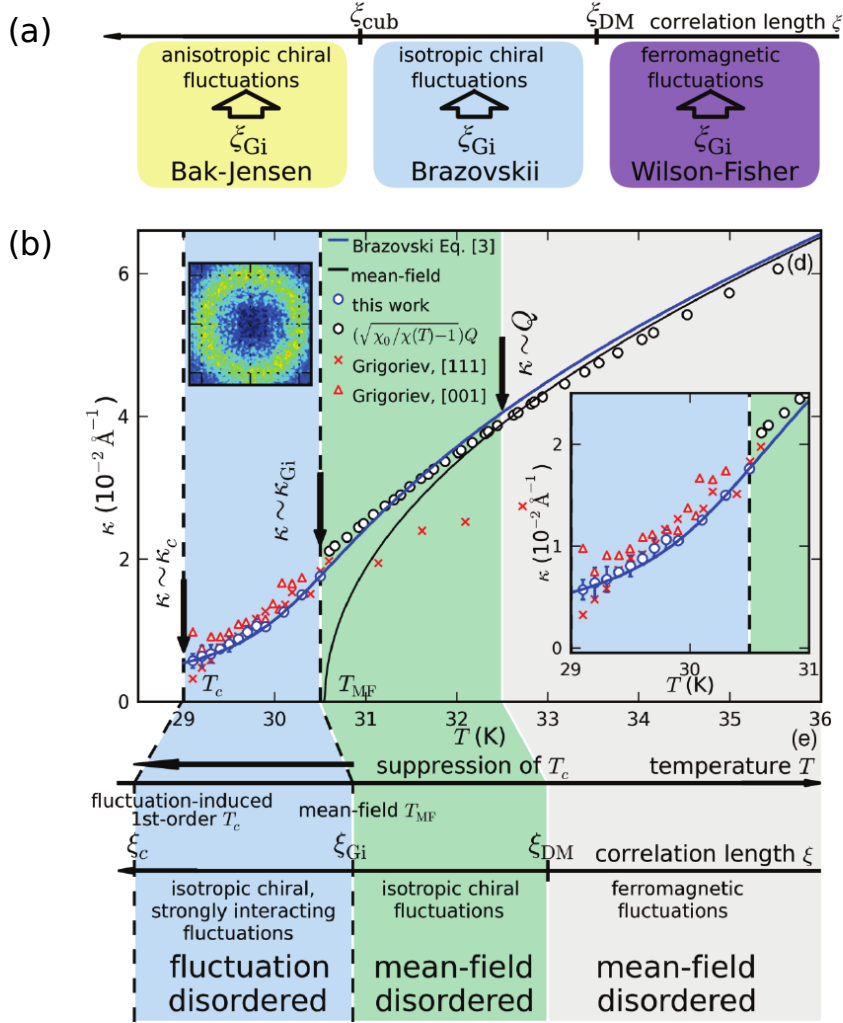 (a)
ξcub
ξDM
correlation length ξ
anisotropic chiral
fluctuations
ξGi
Bak-Jensen
isotropic chiral
fluctuations
ξGi
Brazovskii
ferromagnetic
fluctuations
ξGi
Wilson-Fisher
(b)
6
4
2
0
κ (10⁻² Å⁻¹)
Brazovski Eq. [3]
mean-field
this work
(√χ₀/χ(T)−1)Q
Grigoriev, [111]
Grigoriev, [001]
(d)
κ∼Q
κ∼κGi
κ∼κc
Tc
TMF
2
1
0
κ (10⁻² Å⁻¹)
29
30
31
T (K)
29
30
31
32
33
34
35
36
T (K)
(e)
suppression of Tc
temperature T
fluctuation-induced
1st-order Tc
mean-field TMF
ξc
ξGi
ξDM
correlation length ξ
isotropic chiral,
strongly interacting
fluctuations
fluctuation
disordered
isotropic chiral
fluctuations
mean-field
disordered
ferromagnetic
fluctuations
mean-field
disordered